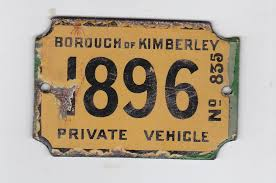 BOROUGH OF KIMBERLEY
1896
No 835
PRIVATE VEHICLE